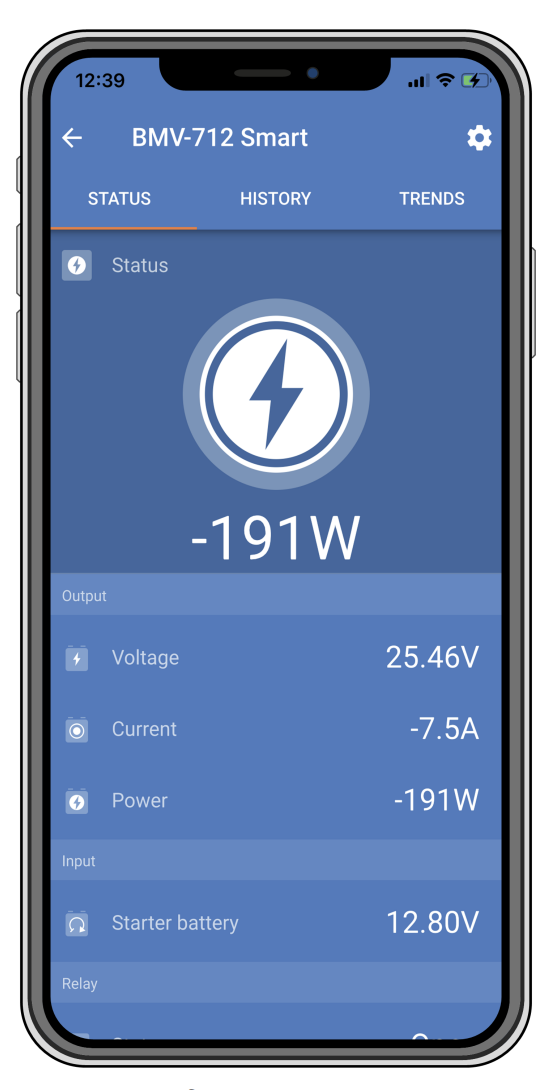 12:39
BMV-712 Smart
STATUS HISTORY TRENDS
Status
-191W
Output
Voltage 25.46V
Current -7.5A
Power -191W
Input
Starter battery 12.80V
Relay